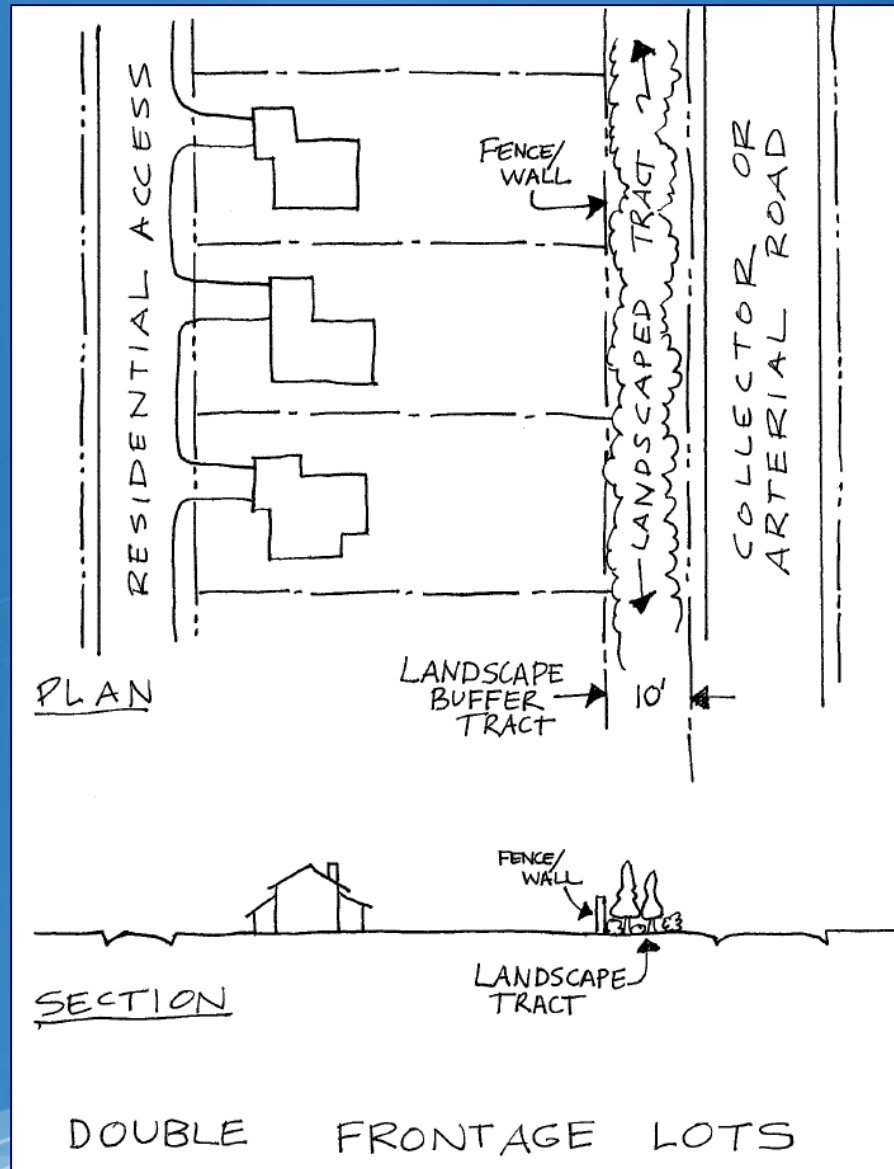 RESIDENTIAL ACCESS
FENCE/
WALL
LANDSCAPED TRACT
COLLECTOR OR
ARTERIAL ROAD
PLAN
LANDSCAPE
BUFFER
TRACT
10'
FENCE/
WALL
LANDSCAPE
TRACT
SECTION
DOUBLE FRONTAGE LOTS